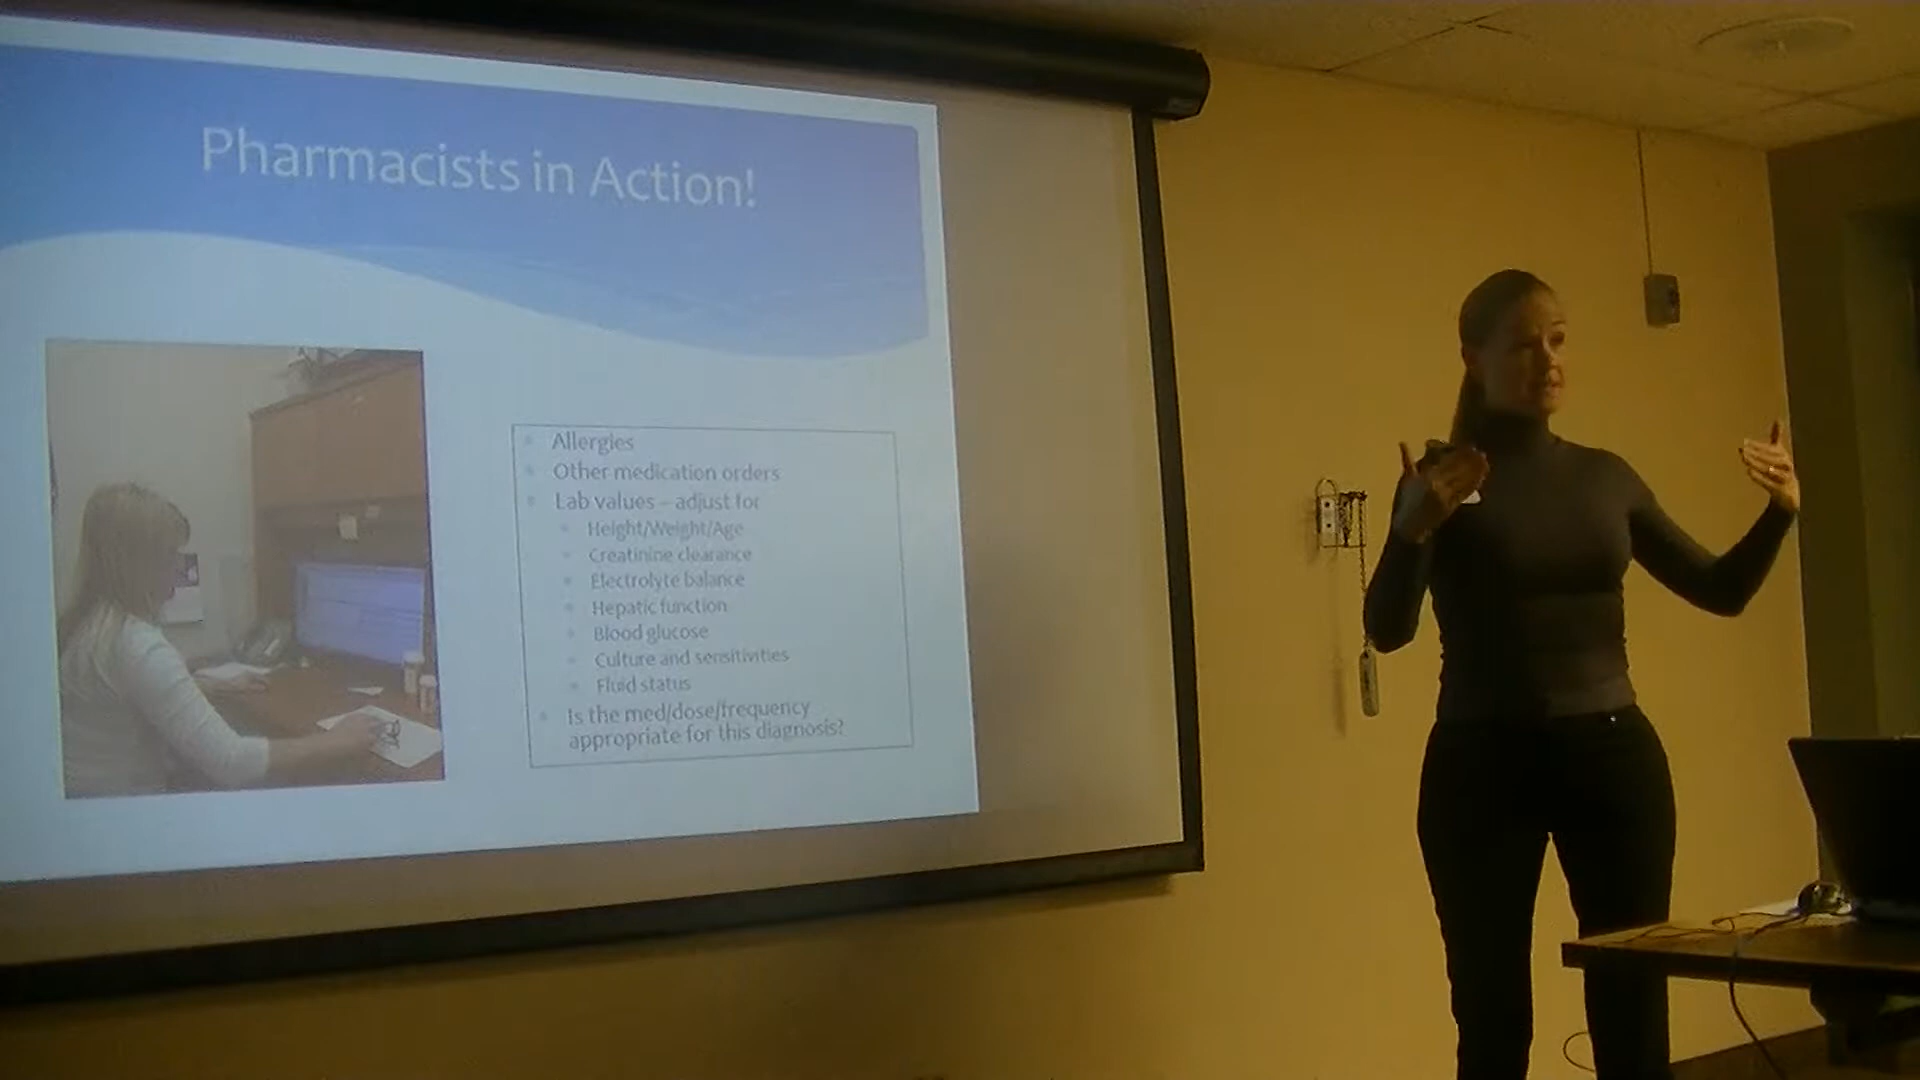 Pharmacists in Action!
Allergies
Other medication orders
Lab values – adjust for
Height/Weight/Age
Creatinine clearance
Electrolyte balance
Hepatic function
Blood glucose
Culture and sensitivities
Fluid status
Is the med/dose/frequency
appropriate for this diagnosis?